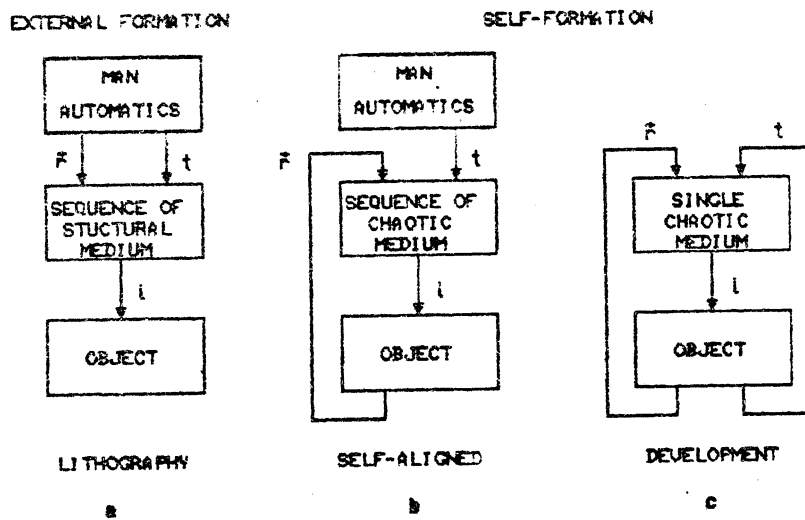 EXTERNAL FORMATION
SELF-FORMATION
MAN
AUTOMATICS
r⃗
t
SEQUENCE OF
STUCTURAL
MEDIUM
i
OBJECT
LITHOGRAPHY
a
MAN
AUTOMATICS
r⃗
t
SEQUENCE OF
CHAOTIC
MEDIUM
i
OBJECT
SELF-ALIGNED
b
r⃗
t
SINGLE
CHAOTIC
MEDIUM
i
OBJECT
DEVELOPMENT
c